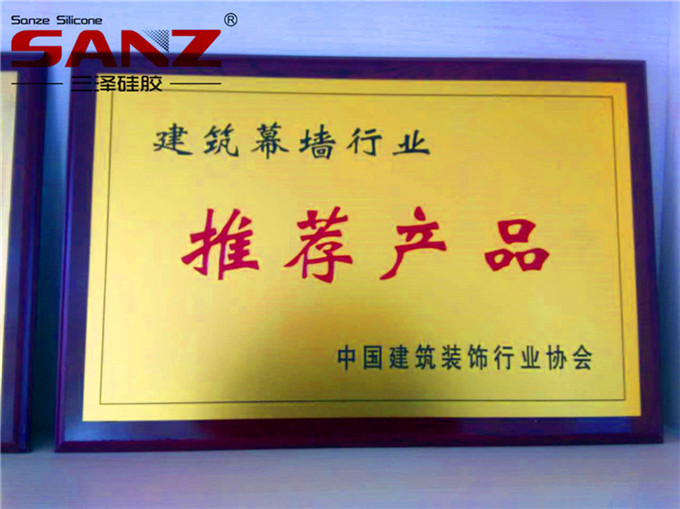 Sanze Silicone
SANZ®
三泽硅胶
建筑幕墙行业
推荐产品
中国建筑装饰行业协会